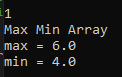 1
Max Min Array
max = 6.0
min = 4.0